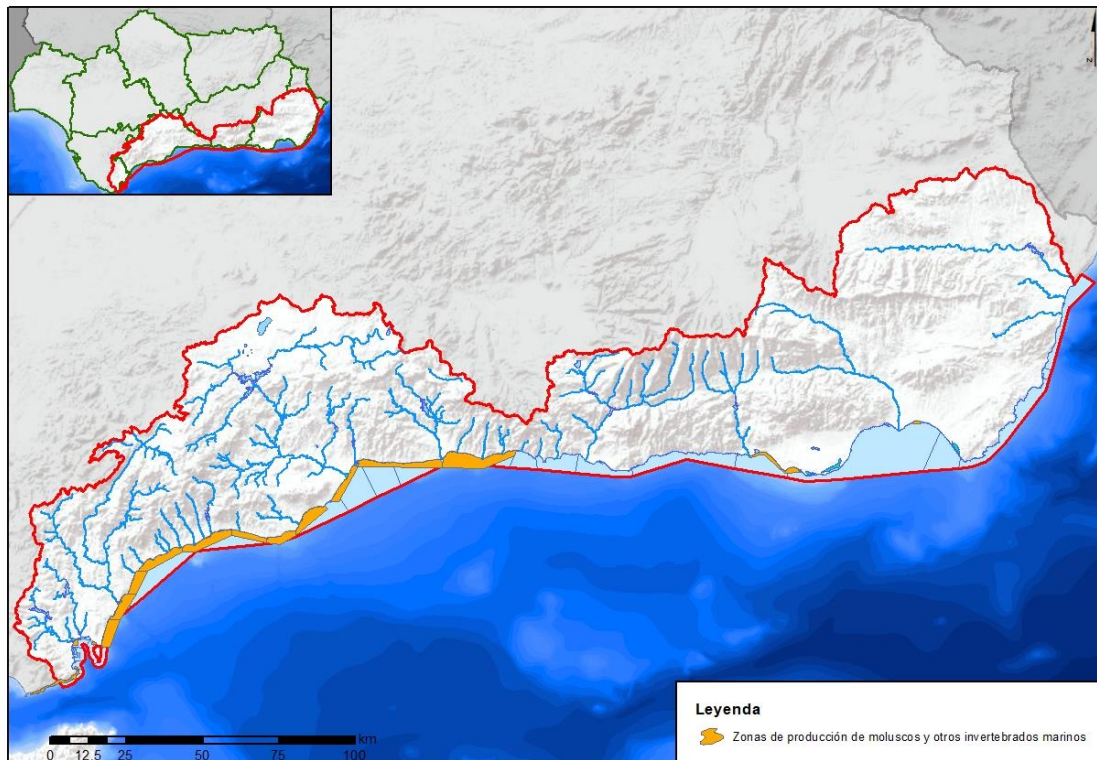 N
km
0 12.5 25 50 75 100
Leyenda
Zonas de producción de moluscos y otros invertebrados marinos